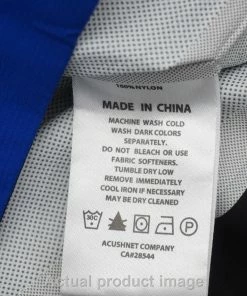 100% NYLON
MADE IN CHINA
MACHINE WASH COLD
WASH DARK COLORS
SEPARATELY.
DO NOT BLEACH OR USE
FABRIC SOFTENERS.
TUMBLE DRY LOW
REMOVE IMMEDIATELY
COOL IRON IF NECESSARY
MAY BE DRY CLEANED
30C
ACUSHNET COMPANY
CA#28544
actual product image